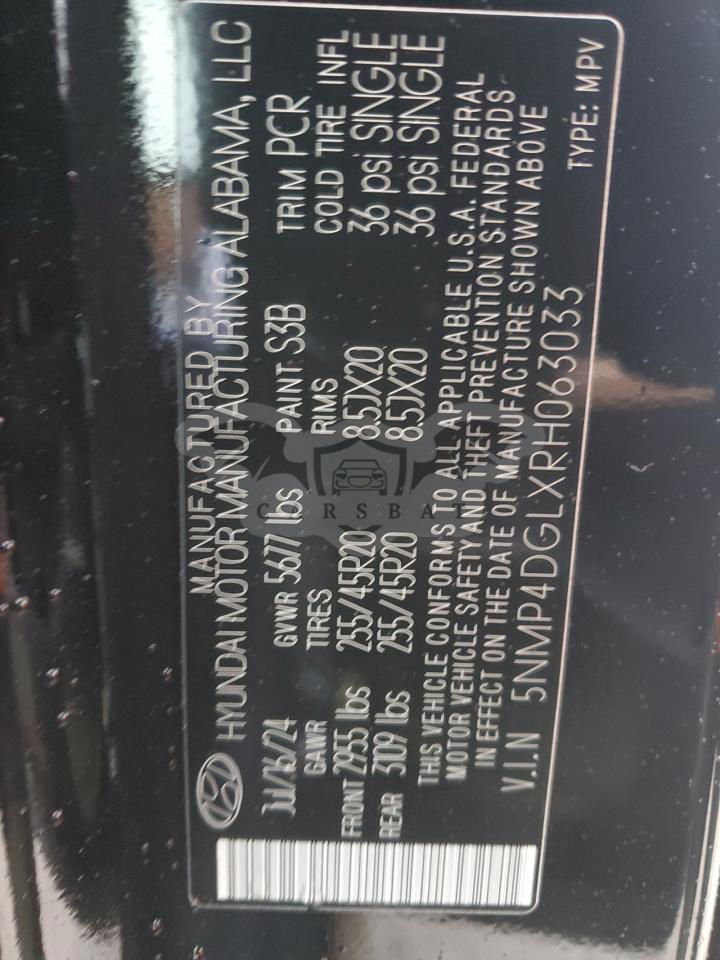 MANUFACTURED BY
HYUNDAI MOTOR MANUFACTURING ALABAMA, LLC
Jul/16/24 GVWR 5677 lbs PAINT S3B TRIM PCR
GAWR TIRES RIMS COLD TIRE INFL
FRONT 2955 lbs 255/45R20 8.5JX20 36 psi SINGLE
REAR 3109 lbs 255/45R20 8.5JX20 36 psi SINGLE
THIS VEHICLE CONFORMS TO ALL APPLICABLE U.S.A. FEDERAL
MOTOR VEHICLE SAFETY AND THEFT PREVENTION STANDARDS
IN EFFECT ON THE DATE OF MANUFACTURE SHOWN ABOVE
V.I.N 5NMP4DGLXRH063033 TYPE: MPV
CARSBAT